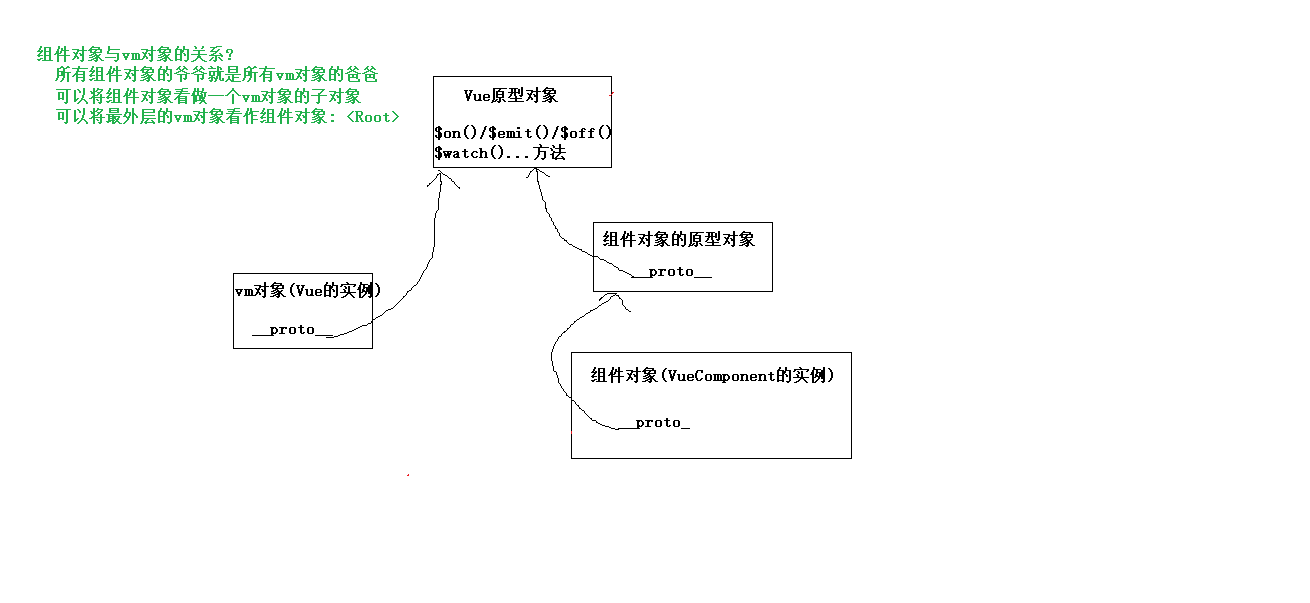 组件对象与vm对象的关系?
所有组件对象的爷爷就是所有vm对象的爸爸
可以将组件对象看做一个vm对象的子对象
可以将最外层的vm对象看作组件对象: <Root>
Vue原型对象
$on()/$emit()/$off()
$watch()...方法
组件对象的原型对象
__proto__
vm对象(Vue的实例)
__proto__
组件对象(VueComponent的实例)
__proto_